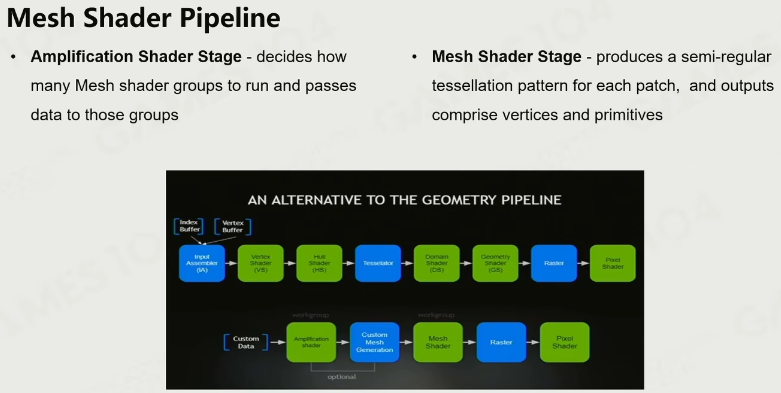 Mesh Shader Pipeline
• Amplification Shader Stage - decides how
many Mesh shader groups to run and passes
data to those groups
• Mesh Shader Stage - produces a semi-regular
tessellation pattern for each patch, and outputs
comprise vertices and primitives
AN ALTERNATIVE TO THE GEOMETRY PIPELINE
Index
Buffer
Vertex
Buffer
Input
Assembler
(IA)
Vertex
Shader
(VS)
Hull
Shader
(HS)
Tesselator
Domain
Shader
(DS)
Geometry
Shader
(GS)
Raster
Pixel
Shader
workgroup
workgroup
Custom
Data
Amplification
shader
Custom
Mesh
Generation
Mesh
Shader
Raster
Pixel
Shader
optional
GAMES104